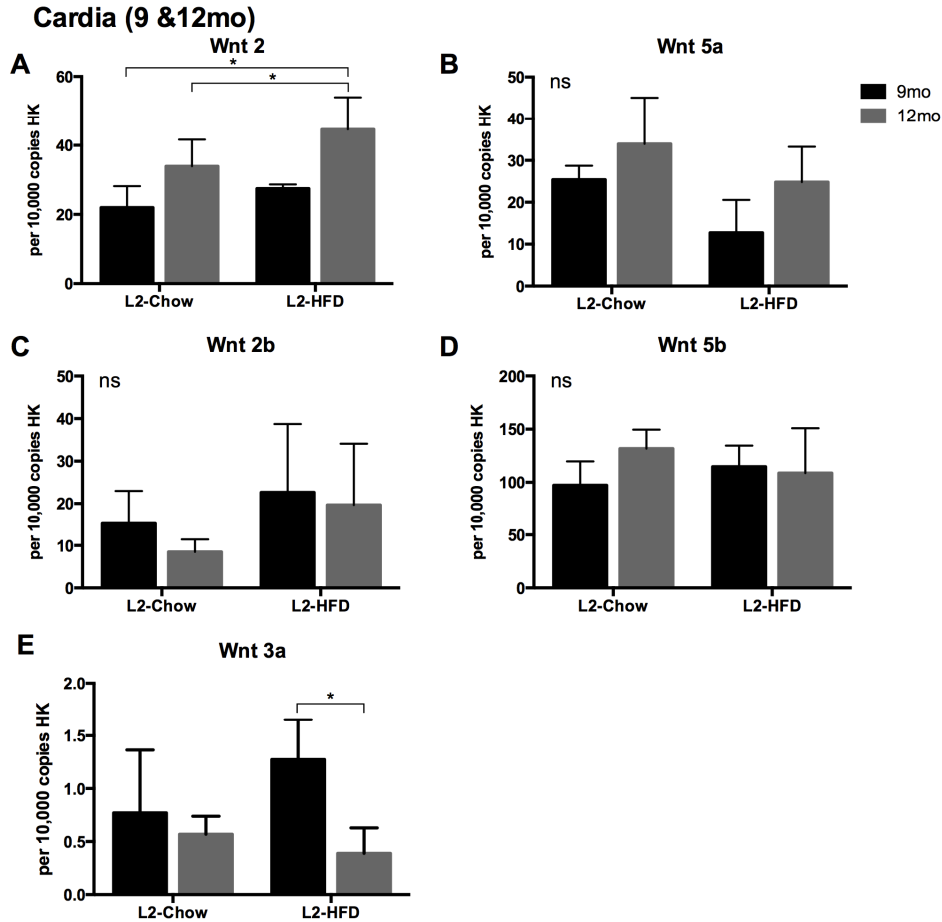 Cardia (9 &12mo)
A
Wnt 2
*
*
per 10,000 copies HK
60
40
20
0
L2-Chow
L2-HFD
B
Wnt 5a
ns
per 10,000 copies HK
50
40
30
20
10
0
L2-Chow
L2-HFD
9mo
12mo
C
Wnt 2b
ns
per 10,000 copies HK
50
40
30
20
10
0
L2-Chow
L2-HFD
D
Wnt 5b
ns
per 10,000 copies HK
200
150
100
50
0
L2-Chow
L2-HFD
E
Wnt 3a
*
per 10,000 copies HK
2.0
1.5
1.0
0.5
0.0
L2-Chow
L2-HFD